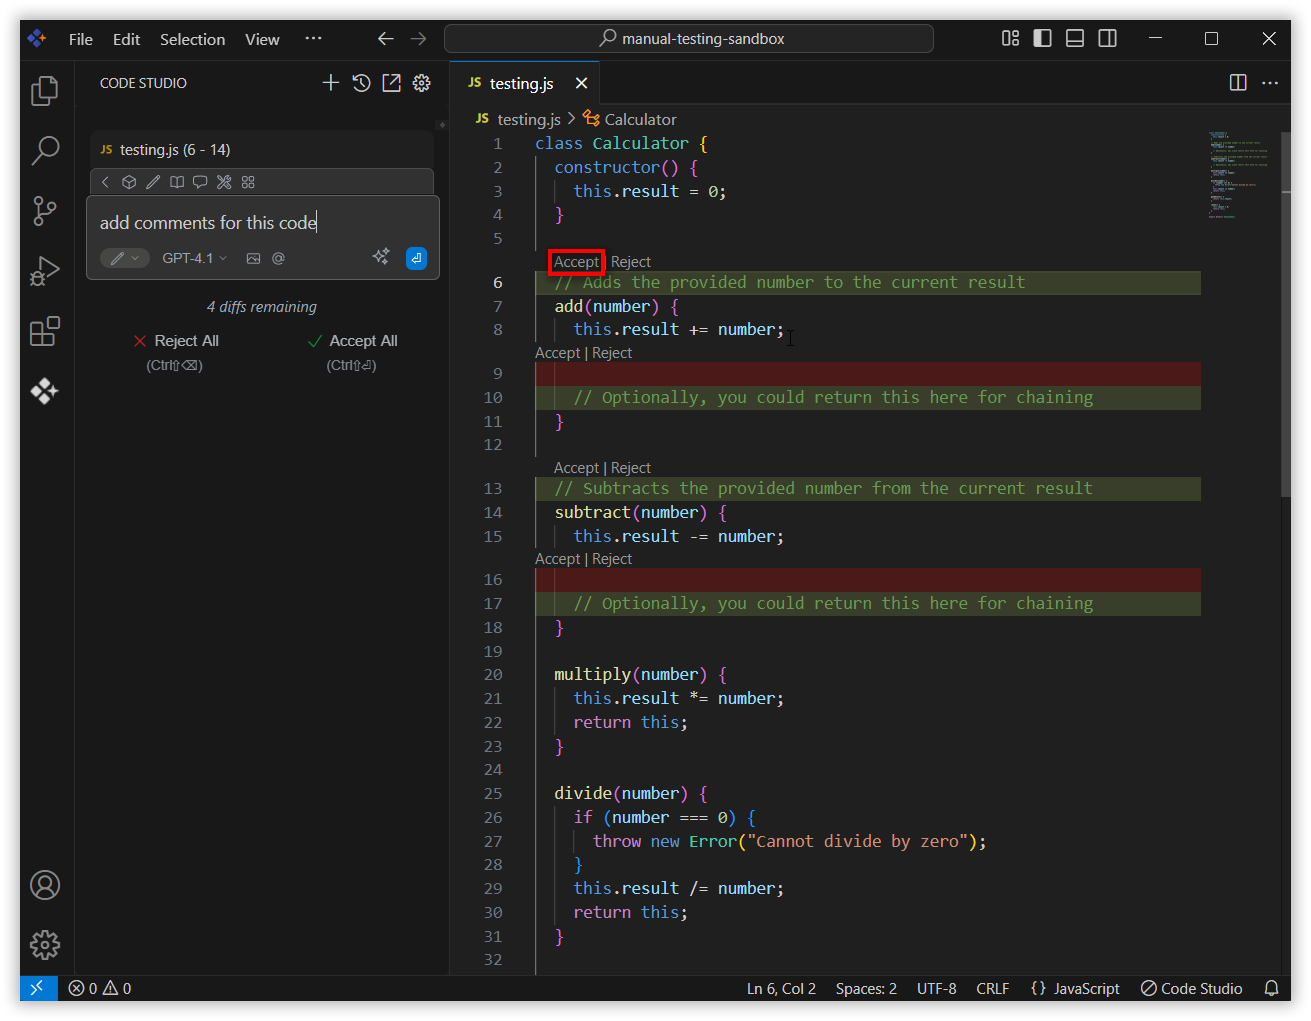 File Edit Selection View ··· manual-testing-sandbox
CODE STUDIO
JS testing.js (6 - 14)
add comments for this code
GPT-4.1
4 diffs remaining
Reject All Accept All
(Ctrl⇧⌫) (Ctrl⇧⏎)
JS testing.js
JS testing.js > Calculator
1 class Calculator {
2 constructor() {
3 this.result = 0;
4 }
5
Accept | Reject
6 // Adds the provided number to the current result
7 add(number) {
8 this.result += number;
Accept | Reject
9
10 // Optionally, you could return this here for chaining
11 }
12
Accept | Reject
13 // Subtracts the provided number from the current result
14 subtract(number) {
15 this.result -= number;
Accept | Reject
16
17 // Optionally, you could return this here for chaining
18 }
19
20 multiply(number) {
21 this.result *= number;
22 return this;
23 }
24
25 divide(number) {
26 if (number === 0) {
27 throw new Error("Cannot divide by zero");
28 }
29 this.result /= number;
30 return this;
31 }
32
0 0 Ln 6, Col 2 Spaces: 2 UTF-8 CRLF {} JavaScript Code Studio